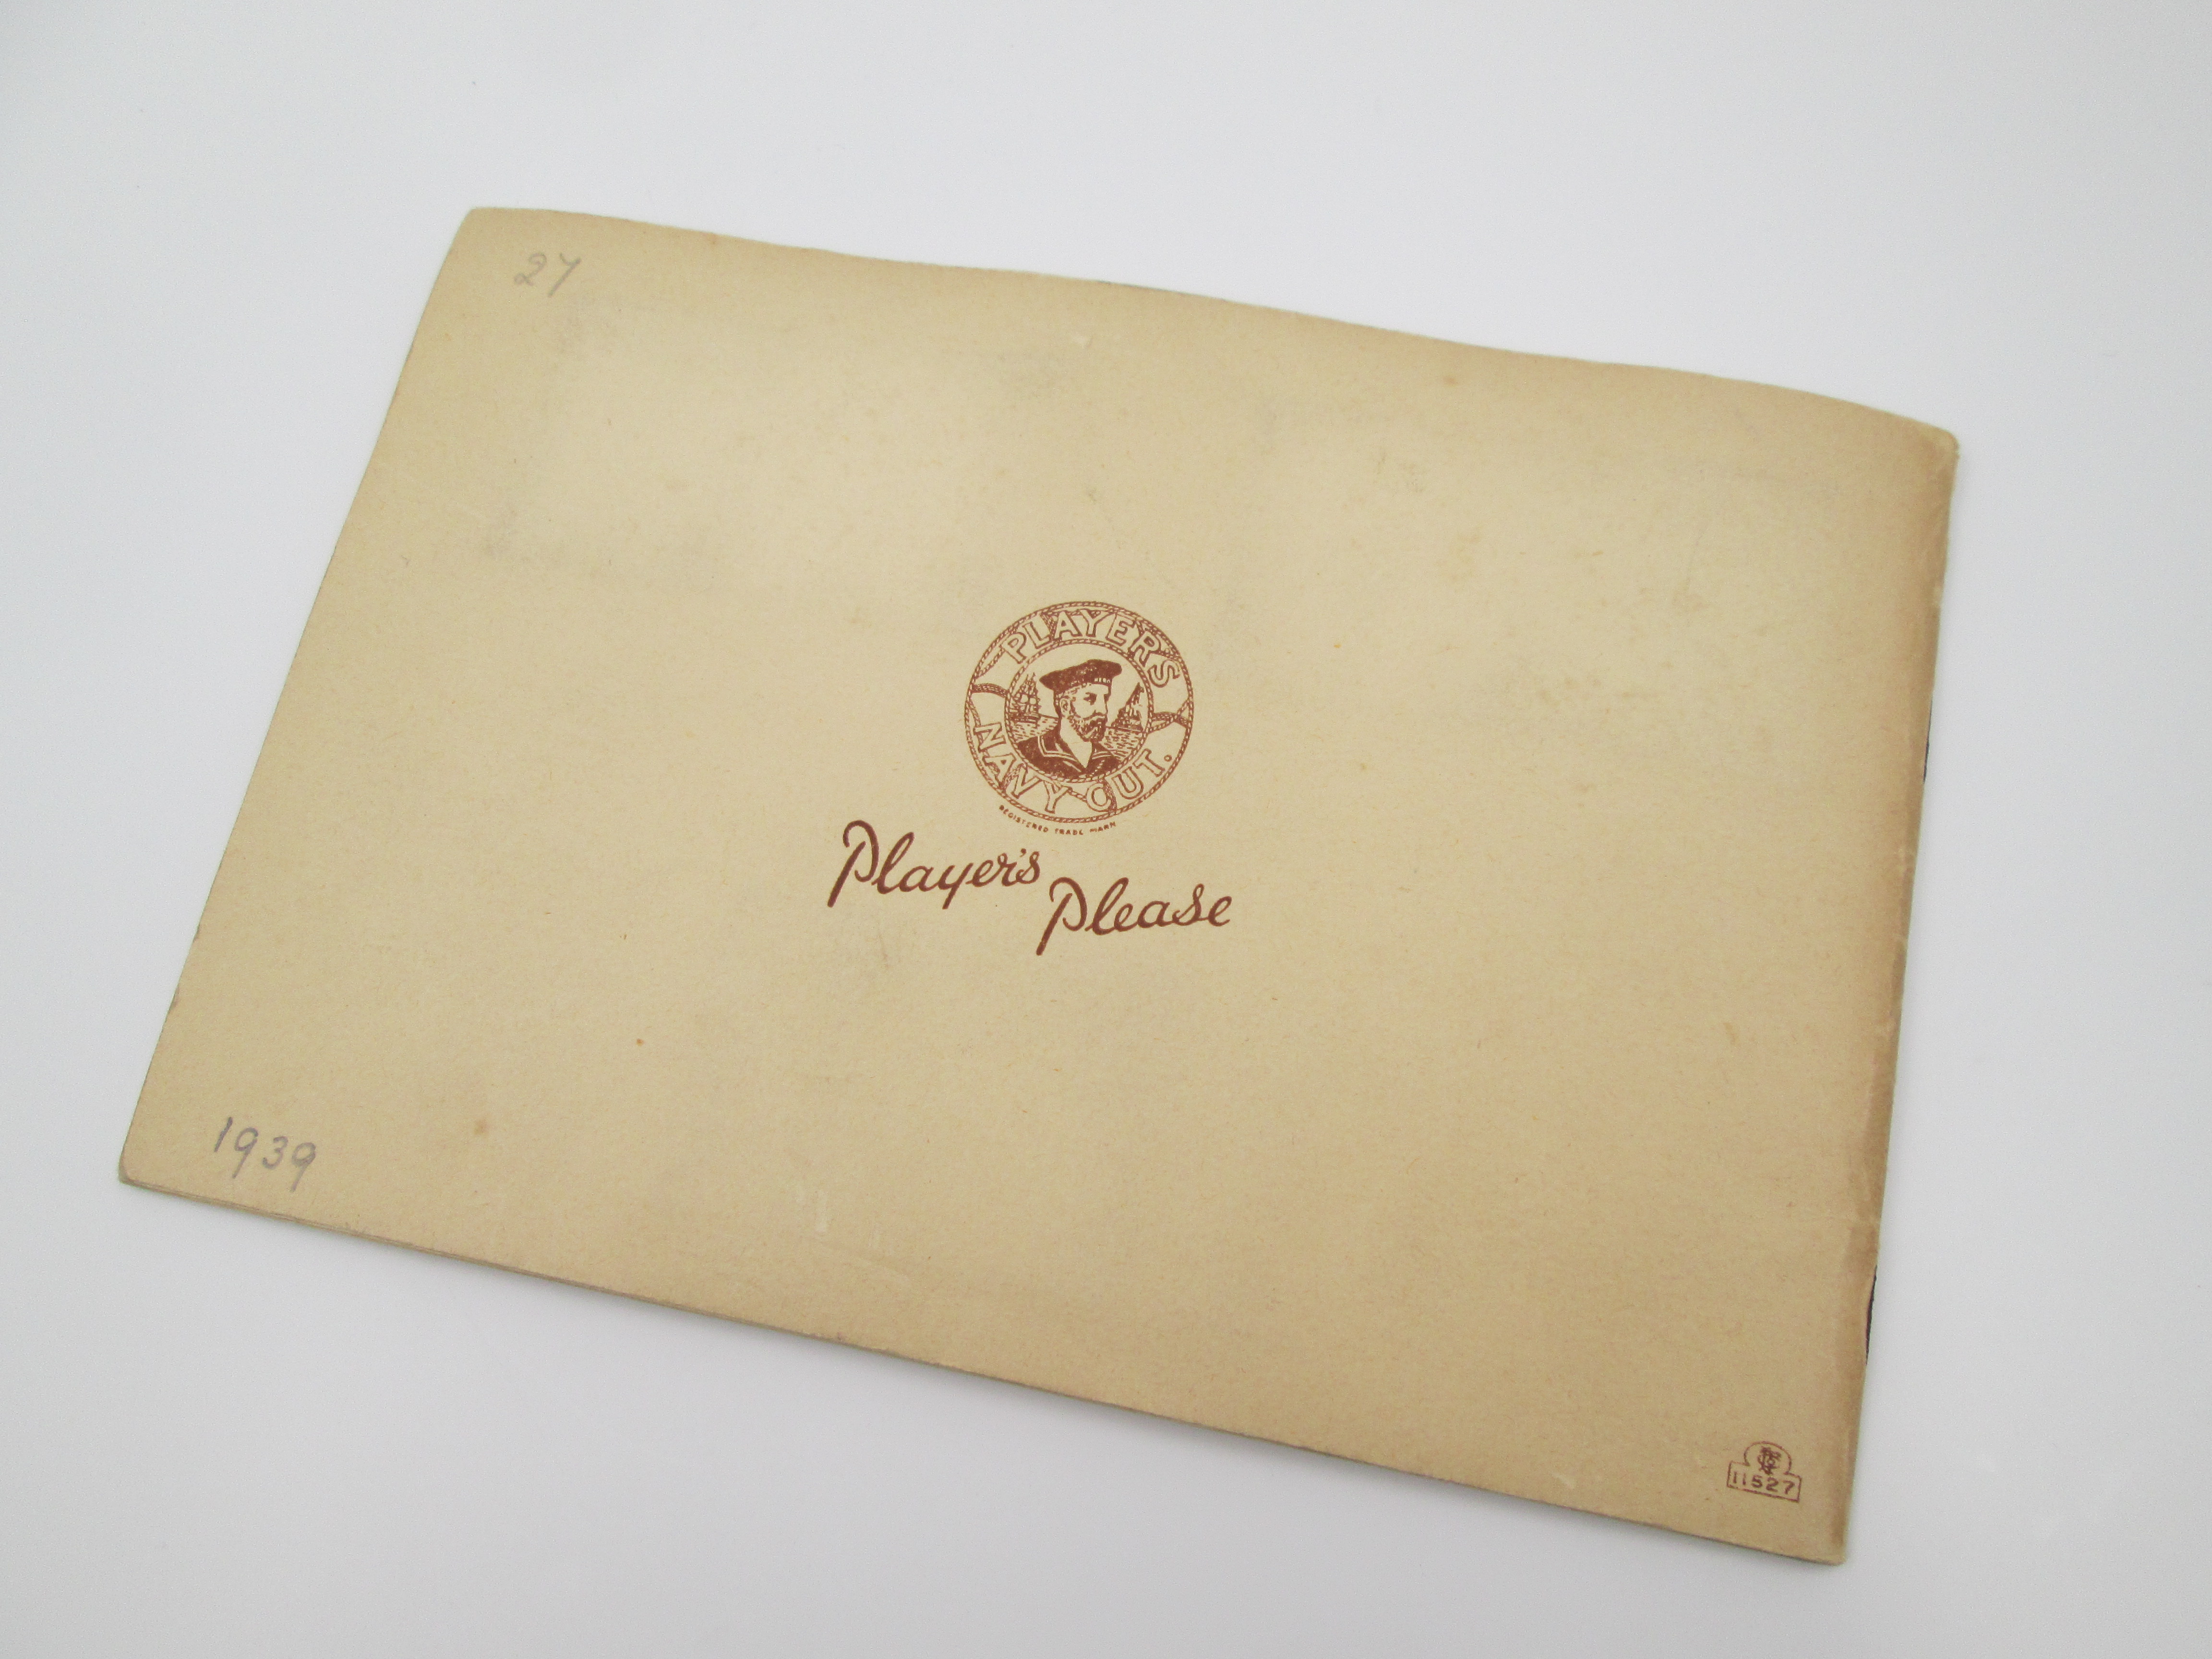 27
PLAYER'S
NAVY CUT.
REGISTERED TRADE MARK
Player's
Please
1939
11527